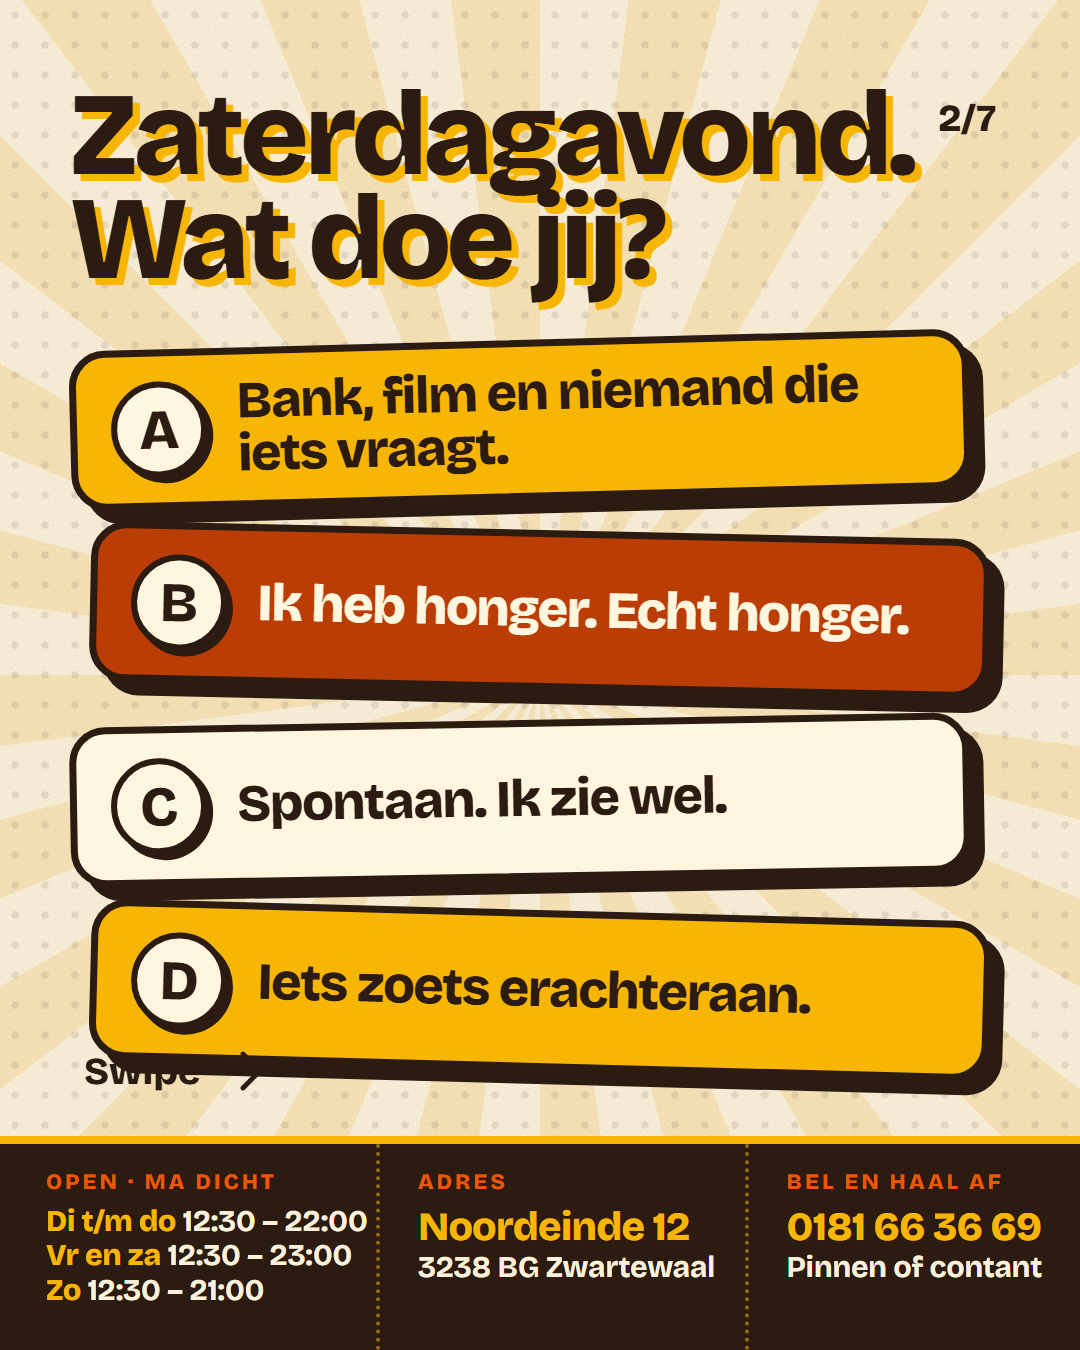 Zaterdagavond.
2/7
Wat doe jij?
A
Bank, film en niemand die
iets vraagt.
B
Ik heb honger. Echt honger.
C
Spontaan. Ik zie wel.
D
Iets zoets erachteraan.
Swipe
OPEN · MA DICHT
Di t/m do 12:30 – 22:00
Vr en za 12:30 – 23:00
Zo 12:30 – 21:00
ADRES
Noordeinde 12
3238 BG Zwartewaal
BEL EN HAAL AF
0181 66 36 69
Pinnen of contant